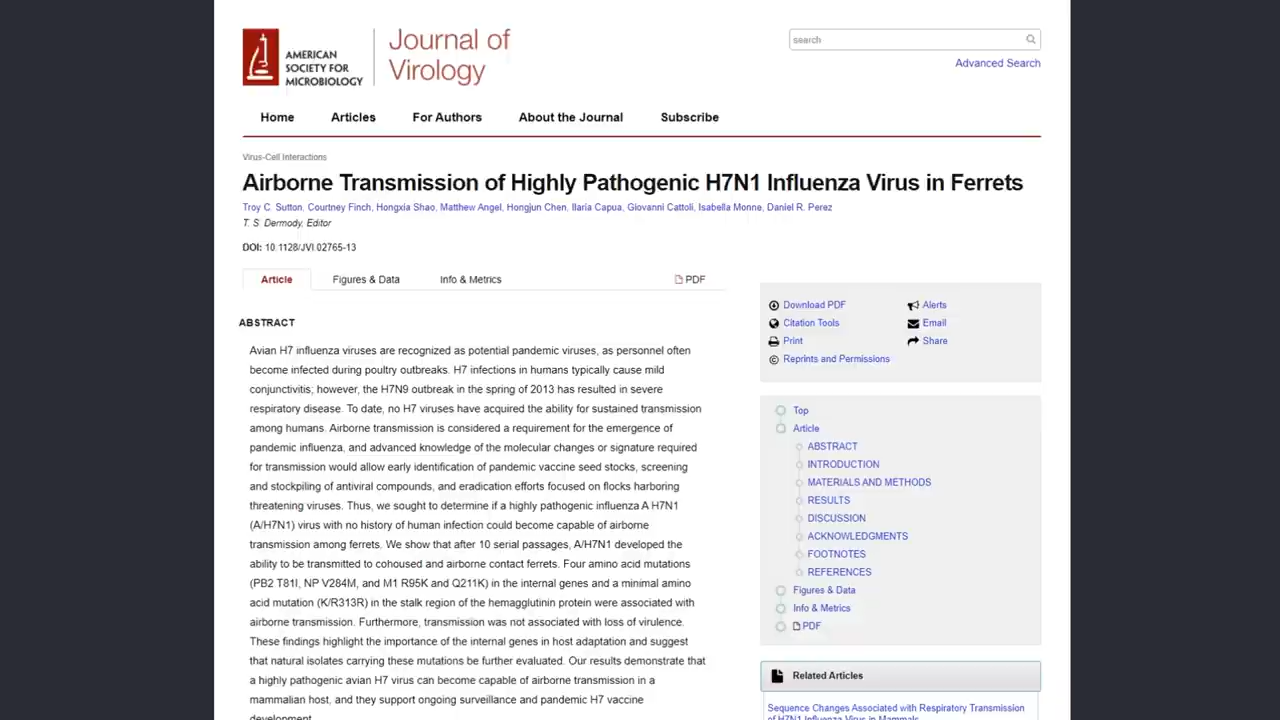 AMERICAN
SOCIETY FOR
MICROBIOLOGY
Journal of
Virology
search
Advanced Search
Home Articles For Authors About the Journal Subscribe
Virus-Cell Interactions
Airborne Transmission of Highly Pathogenic H7N1 Influenza Virus in Ferrets
Troy C. Sutton, Courtney Finch, Hongxia Shao, Matthew Angel, Hongjun Chen, Ilaria Capua, Giovanni Cattoli, Isabella Monne, Daniel R. Perez
T. S. Dermody, Editor
DOI: 10.1128/JVI.02765-13
Article Figures & Data Info & Metrics PDF
ABSTRACT
Avian H7 influenza viruses are recognized as potential pandemic viruses, as personnel often
become infected during poultry outbreaks. H7 infections in humans typically cause mild
conjunctivitis; however, the H7N9 outbreak in the spring of 2013 has resulted in severe
respiratory disease. To date, no H7 viruses have acquired the ability for sustained transmission
among humans. Airborne transmission is considered a requirement for the emergence of
pandemic influenza, and advanced knowledge of the molecular changes or signature required
for transmission would allow early identification of pandemic vaccine seed stocks, screening
and stockpiling of antiviral compounds, and eradication efforts focused on flocks harboring
threatening viruses. Thus, we sought to determine if a highly pathogenic influenza A H7N1
(A/H7N1) virus with no history of human infection could become capable of airborne
transmission among ferrets. We show that after 10 serial passages, A/H7N1 developed the
ability to be transmitted to cohoused and airborne contact ferrets. Four amino acid mutations
(PB2 T81I, NP V284M, and M1 R95K and Q211K) in the internal genes and a minimal amino
acid mutation (K/R313R) in the stalk region of the hemagglutinin protein were associated with
airborne transmission. Furthermore, transmission was not associated with loss of virulence.
These findings highlight the importance of the internal genes in host adaptation and suggest
that natural isolates carrying these mutations be further evaluated. Our results demonstrate that
a highly pathogenic avian H7 virus can become capable of airborne transmission in a
mammalian host, and they support ongoing surveillance and pandemic H7 vaccine
development.
Download PDF Alerts
Citation Tools Email
Print Share
Reprints and Permissions
Top
Article
ABSTRACT
INTRODUCTION
MATERIALS AND METHODS
RESULTS
DISCUSSION
ACKNOWLEDGMENTS
FOOTNOTES
REFERENCES
Figures & Data
Info & Metrics
PDF
Related Articles
Sequence Changes Associated with Respiratory Transmission
of H7N1 Influenza Virus in Mammals